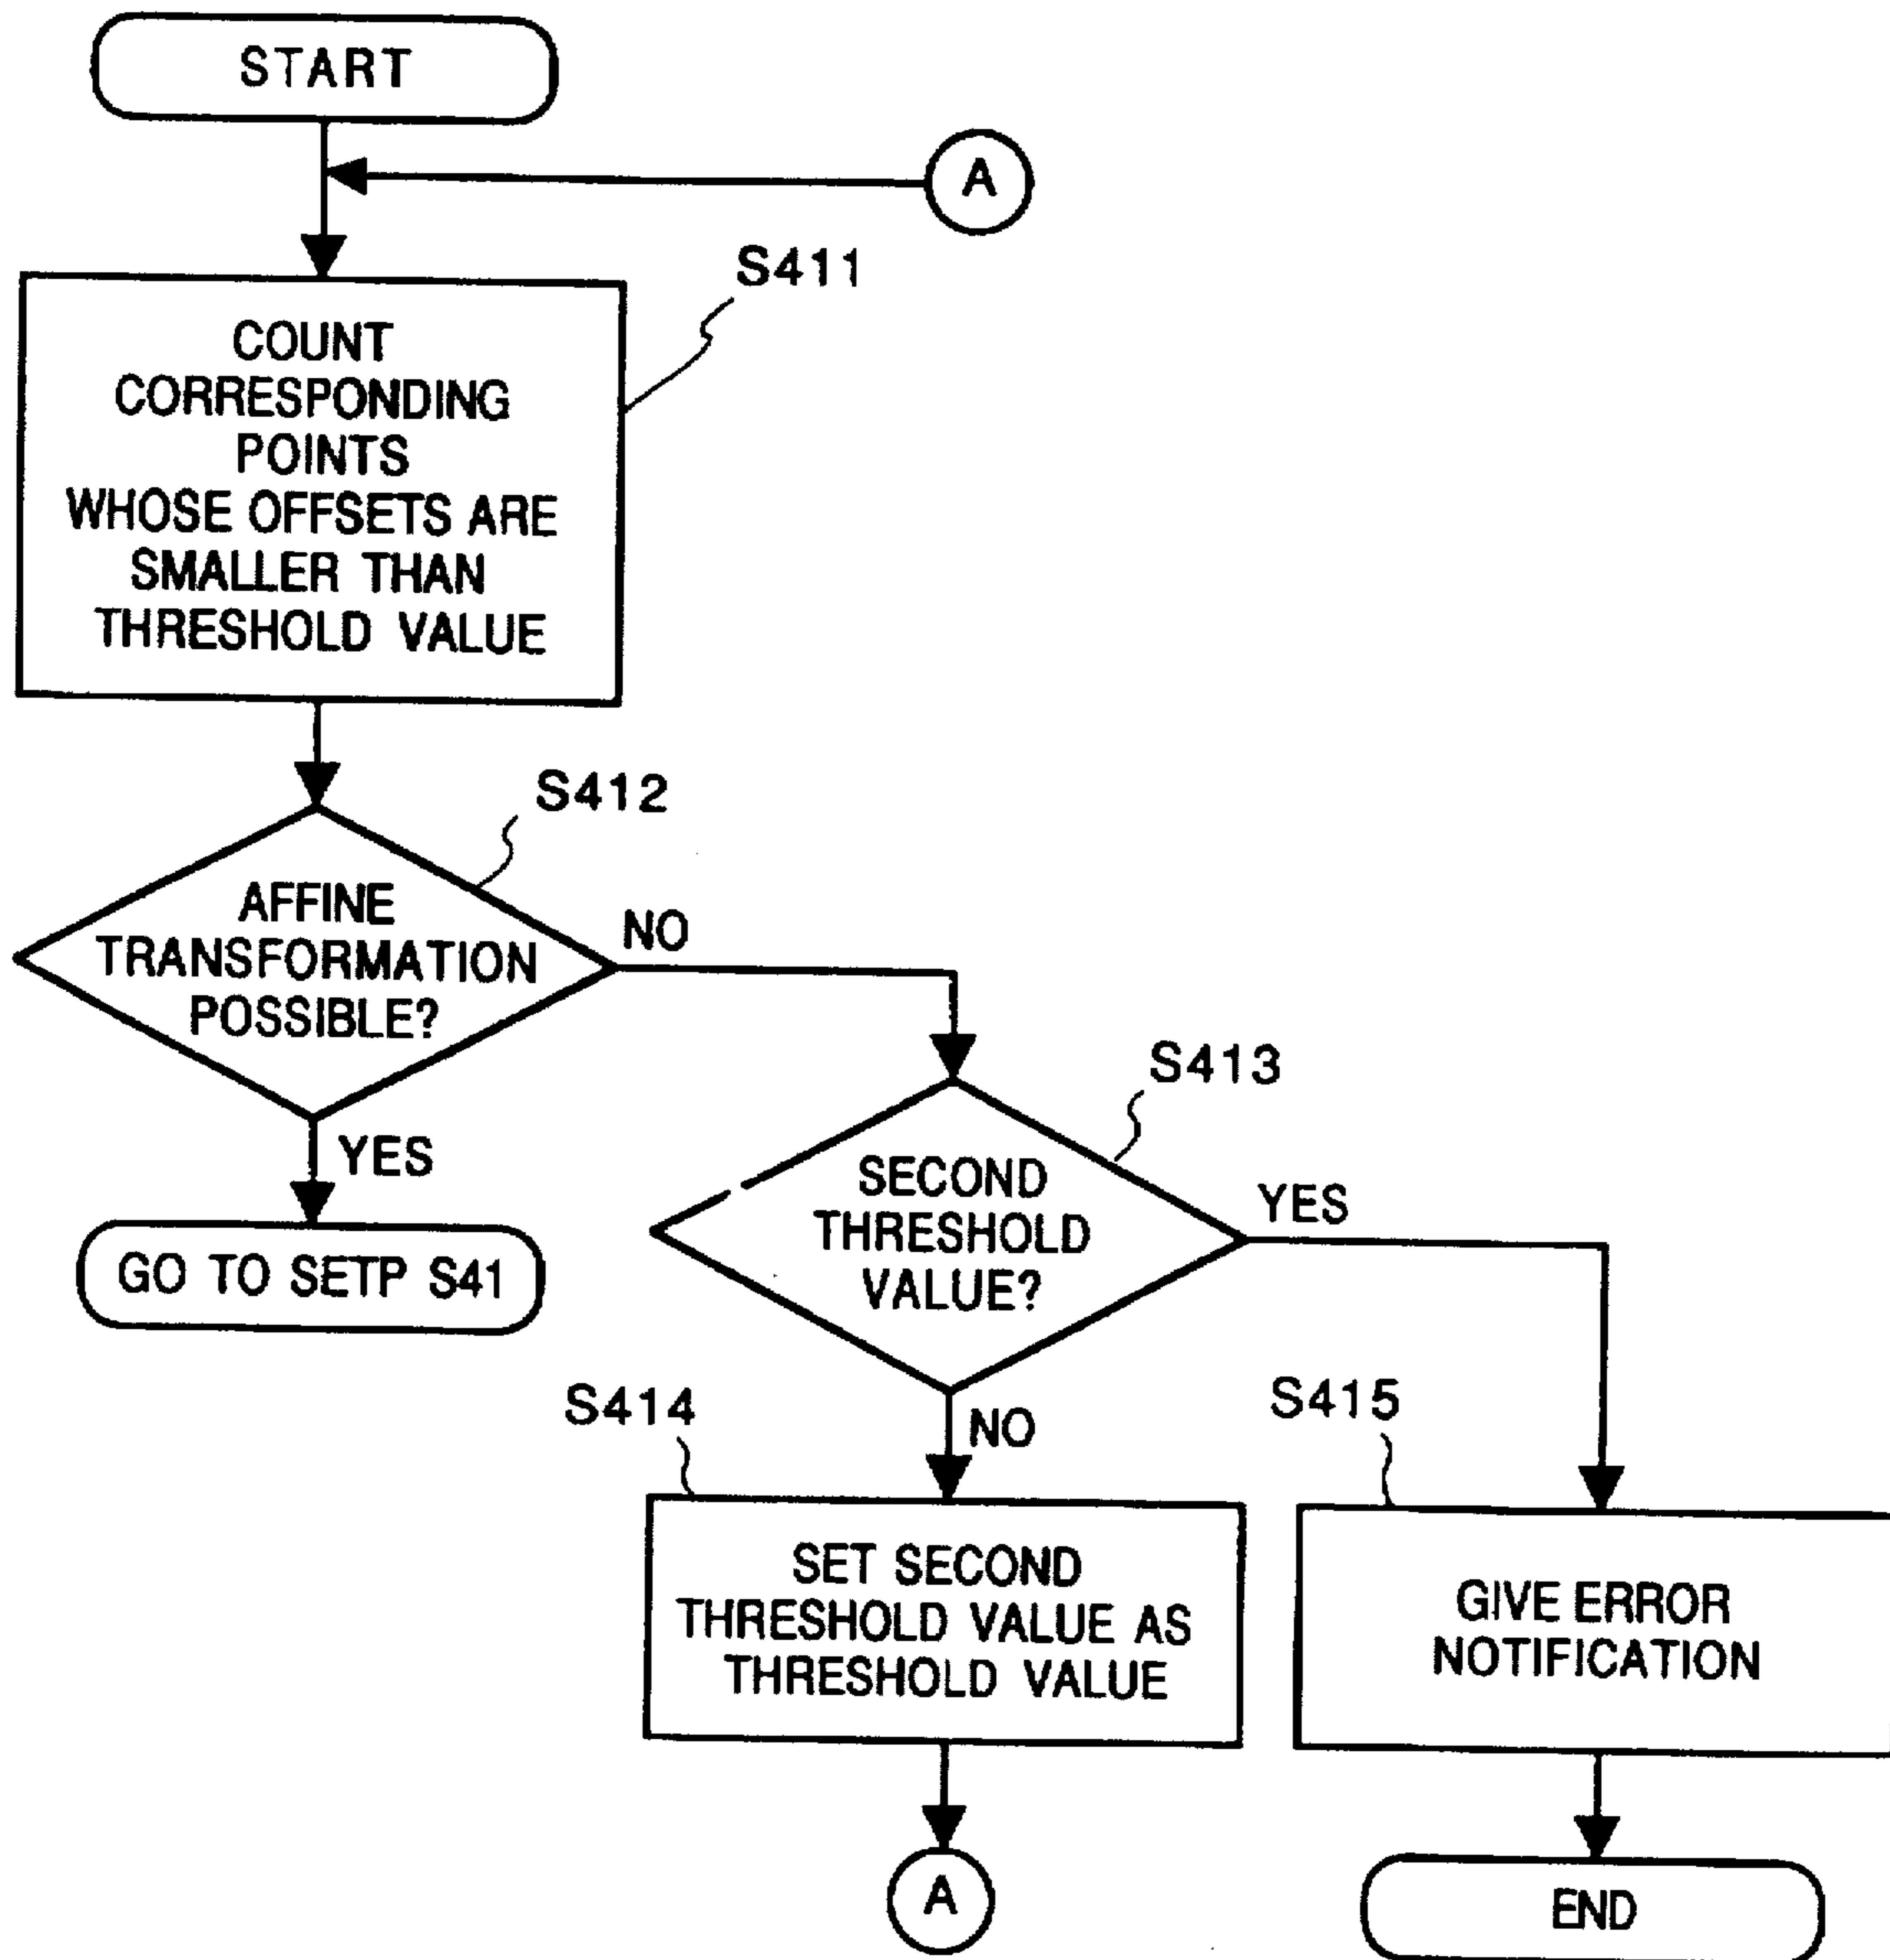 START
A
S411
COUNT
CORRESPONDING
POINTS
WHOSE OFFSETS ARE
SMALLER THAN
THRESHOLD VALUE
S412
AFFINE
TRANSFORMATION
POSSIBLE?
NO
YES
GO TO SETP S41
S413
SECOND
THRESHOLD
VALUE?
YES
NO
S414
SET SECOND
THRESHOLD VALUE AS
THRESHOLD VALUE
A
S415
GIVE ERROR
NOTIFICATION
END